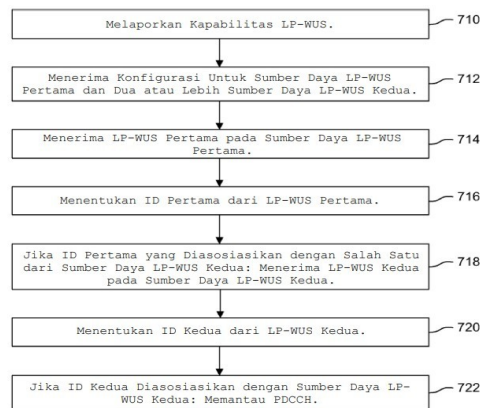 Melaporkan Kapabilitas LP-WUS.
710
Menerima Konfigurasi Untuk Sumber Daya LP-WUS
Pertama dan Dua atau Lebih Sumber Daya LP-WUS Kedua.
712
Menerima LP-WUS Pertama pada Sumber Daya LP-WUS
Pertama.
714
Menentukan ID Pertama dari LP-WUS Pertama.
716
Jika ID Pertama yang Diasosiasikan dengan Salah Satu
dari Sumber Daya LP-WUS Kedua: Menerima LP-WUS Kedua
pada Sumber Daya LP-WUS Kedua.
718
Menentukan ID Kedua dari LP-WUS Kedua.
720
Jika ID Kedua Diasosiasikan dengan Sumber Daya LP-
WUS Kedua: Memantau PDCCH.
722